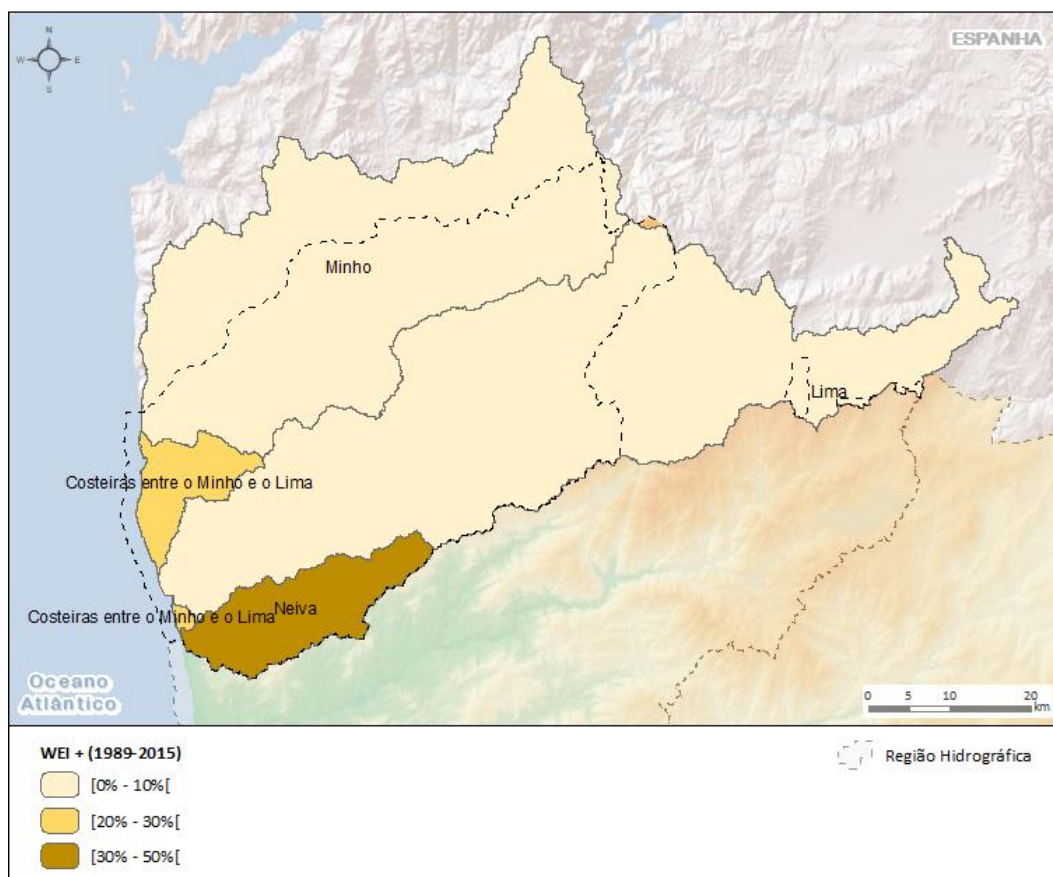 N
W
E
S
ESPANHA
Minho
Lima
Costeiras entre o Minho e o Lima
Costeiras entre o Minho e o Lima
Neiva
Oceano
Atlântico
0 5 10 20
km
WEI + (1989-2015)
[0% - 10%[
[20% - 30%[
[30% - 50%[
Região Hidrográfica